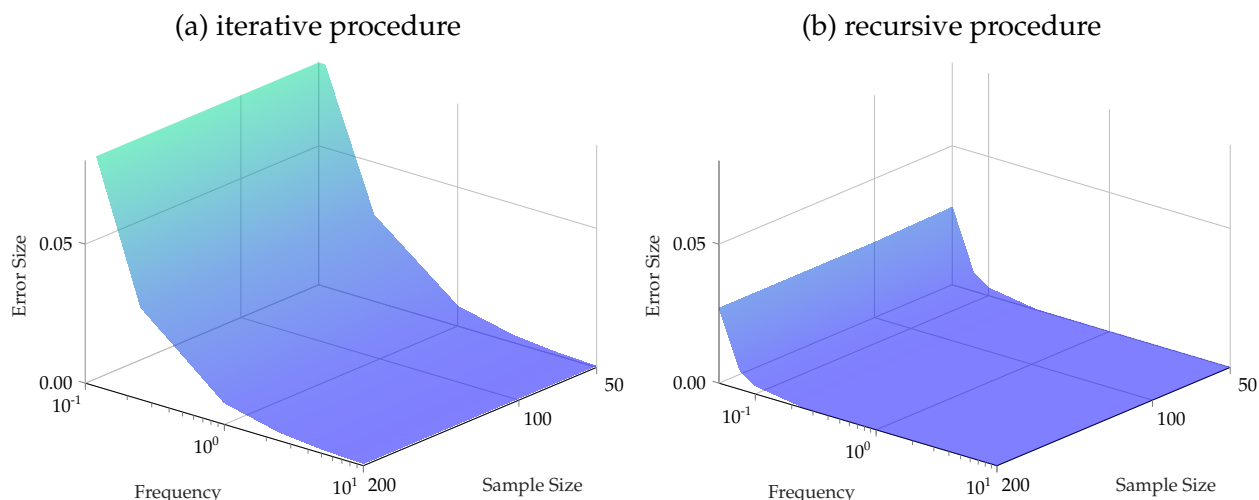 (a) iterative procedure
(b) recursive procedure
Error Size
0.05
0.00
10⁻¹
10⁰
10¹
200
100
50
Frequency
Sample Size
Error Size
0.05
0.00
10⁻¹
10⁰
10¹
200
100
50
Frequency
Sample Size